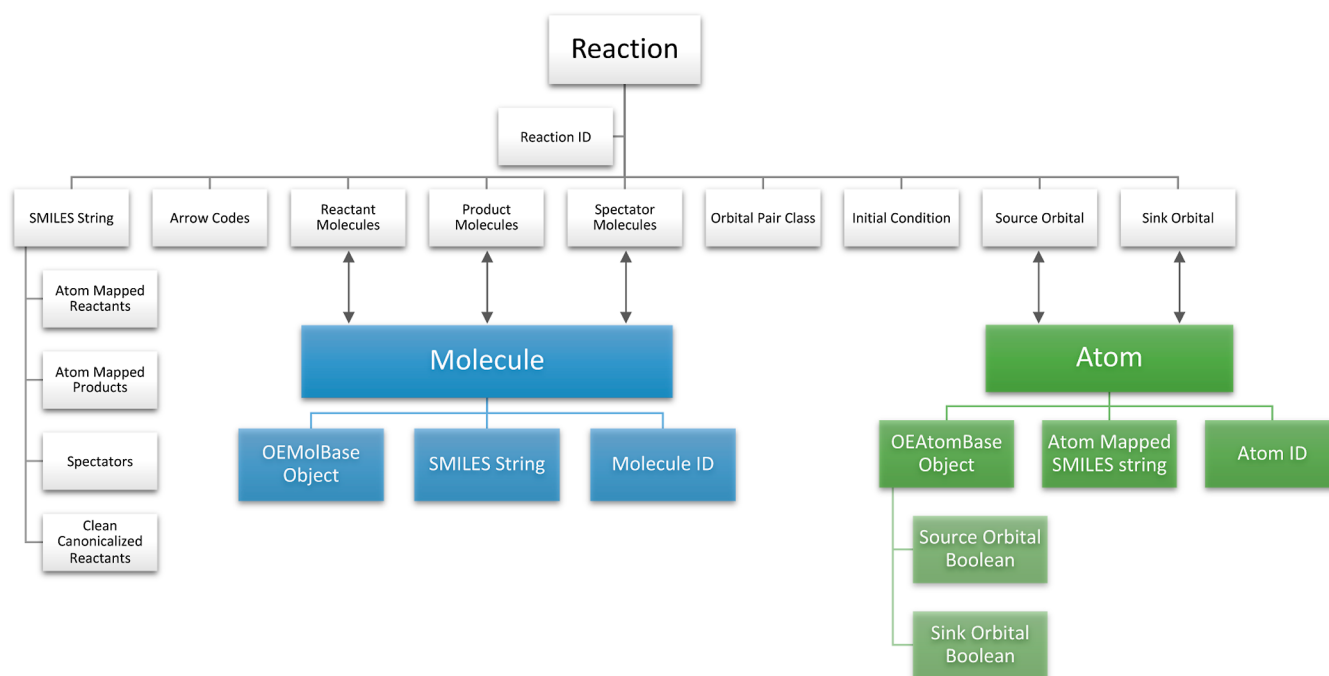 Reaction
Reaction ID
SMILES String
Arrow Codes
Reactant
Molecules
Product
Molecules
Spectator
Molecules
Orbital Pair Class
Initial Condition
Source Orbital
Sink Orbital
Atom Mapped
Reactants
Atom Mapped
Products
Spectators
Clean
Canonicalized
Reactants
Molecule
OEMolBase
Object
SMILES String
Molecule ID
Atom
OEAtomBase
Object
Atom Mapped
SMILES string
Atom ID
Source Orbital
Boolean
Sink Orbital
Boolean